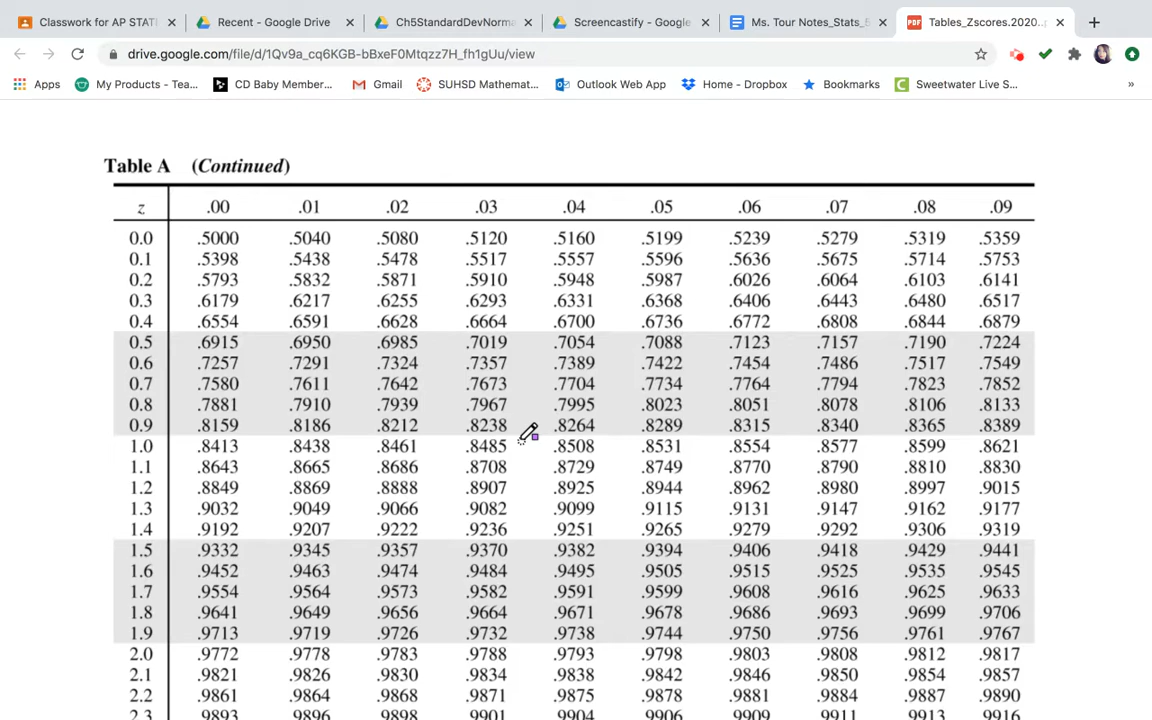 Classwork for AP STAT
Recent - Google Drive
Ch5StandardDevNorma
Screencastify - Google
Ms. Tour Notes_Stats_5
Tables_Zscores.2020..
drive.google.com/file/d/1Qv9a_cq6KGB-bBxeF0Mtqzz7H_fh1gUu/view
Apps My Products - Tea... CD Baby Member... Gmail SUHSD Mathemat... Outlook Web App Home - Dropbox Bookmarks Sweetwater Live S... »
Table A (Continued)
z .00 .01 .02 .03 .04 .05 .06 .07 .08 .09
0.0 .5000 .5040 .5080 .5120 .5160 .5199 .5239 .5279 .5319 .5359
0.1 .5398 .5438 .5478 .5517 .5557 .5596 .5636 .5675 .5714 .5753
0.2 .5793 .5832 .5871 .5910 .5948 .5987 .6026 .6064 .6103 .6141
0.3 .6179 .6217 .6255 .6293 .6331 .6368 .6406 .6443 .6480 .6517
0.4 .6554 .6591 .6628 .6664 .6700 .6736 .6772 .6808 .6844 .6879
0.5 .6915 .6950 .6985 .7019 .7054 .7088 .7123 .7157 .7190 .7224
0.6 .7257 .7291 .7324 .7357 .7389 .7422 .7454 .7486 .7517 .7549
0.7 .7580 .7611 .7642 .7673 .7704 .7734 .7764 .7794 .7823 .7852
0.8 .7881 .7910 .7939 .7967 .7995 .8023 .8051 .8078 .8106 .8133
0.9 .8159 .8186 .8212 .8238 .8264 .8289 .8315 .8340 .8365 .8389
1.0 .8413 .8438 .8461 .8485 .8508 .8531 .8554 .8577 .8599 .8621
1.1 .8643 .8665 .8686 .8708 .8729 .8749 .8770 .8790 .8810 .8830
1.2 .8849 .8869 .8888 .8907 .8925 .8944 .8962 .8980 .8997 .9015
1.3 .9032 .9049 .9066 .9082 .9099 .9115 .9131 .9147 .9162 .9177
1.4 .9192 .9207 .9222 .9236 .9251 .9265 .9279 .9292 .9306 .9319
1.5 .9332 .9345 .9357 .9370 .9382 .9394 .9406 .9418 .9429 .9441
1.6 .9452 .9463 .9474 .9484 .9495 .9505 .9515 .9525 .9535 .9545
1.7 .9554 .9564 .9573 .9582 .9591 .9599 .9608 .9616 .9625 .9633
1.8 .9641 .9649 .9656 .9664 .9671 .9678 .9686 .9693 .9699 .9706
1.9 .9713 .9719 .9726 .9732 .9738 .9744 .9750 .9756 .9761 .9767
2.0 .9772 .9778 .9783 .9788 .9793 .9798 .9803 .9808 .9812 .9817
2.1 .9821 .9826 .9830 .9834 .9838 .9842 .9846 .9850 .9854 .9857
2.2 .9861 .9864 .9868 .9871 .9875 .9878 .9881 .9884 .9887 .9890
2.3 .9893 .9896 .9898 .9901 .9904 .9906 .9909 .9911 .9913 .9916